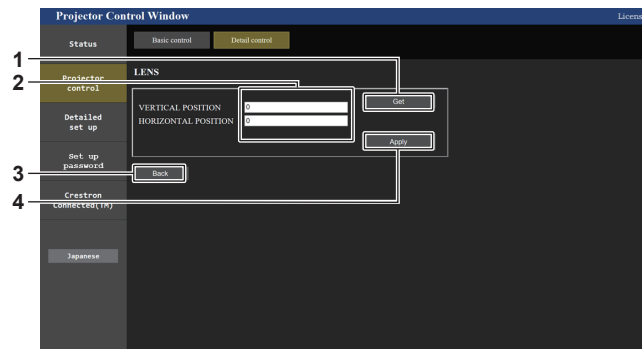 Projector Control Window
Licens
Status
Basic control
Detail control
1
LENS
2
Projector
control
VERTICAL POSITION
0
Get
HORIZONTAL POSITION
0
Detailed
set up
Apply
Set up
password
3
Back
4
Crestron
Connected(TM)
Japanese